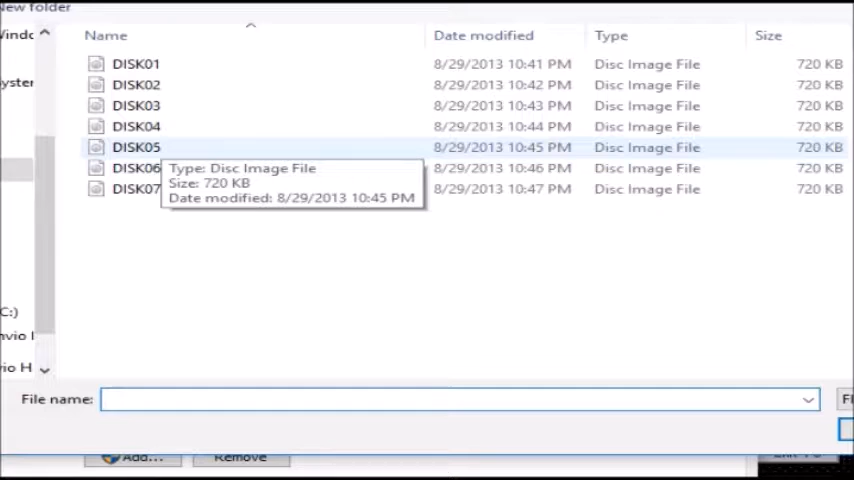 New folder
Name Date modified Type Size
DISK01 8/29/2013 10:41 PM Disc Image File 720 KB
DISK02 8/29/2013 10:42 PM Disc Image File 720 KB
DISK03 8/29/2013 10:43 PM Disc Image File 720 KB
DISK04 8/29/2013 10:44 PM Disc Image File 720 KB
DISK05 8/29/2013 10:45 PM Disc Image File 720 KB
DISK06 8/29/2013 10:46 PM Disc Image File 720 KB
DISK07 8/29/2013 10:47 PM Disc Image File 720 KB
Type: Disc Image File
Size: 720 KB
Date modified: 8/29/2013 10:45 PM
C:)
File name:
Add... Remove